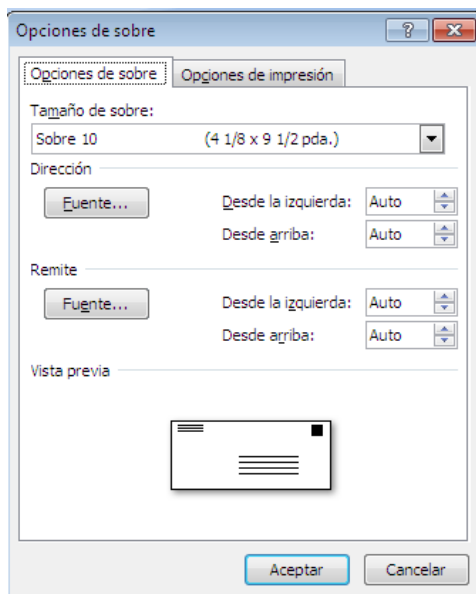 Opciones de sobre
Opciones de sobre Opciones de impresión
Tamaño de sobre:
Sobre 10 (4 1/8 x 9 1/2 pda.)
Dirección
Fuente... Desde la izquierda: Auto
Desde arriba: Auto
Remite
Fuente... Desde la izquierda: Auto
Desde arriba: Auto
Vista previa
Aceptar Cancelar